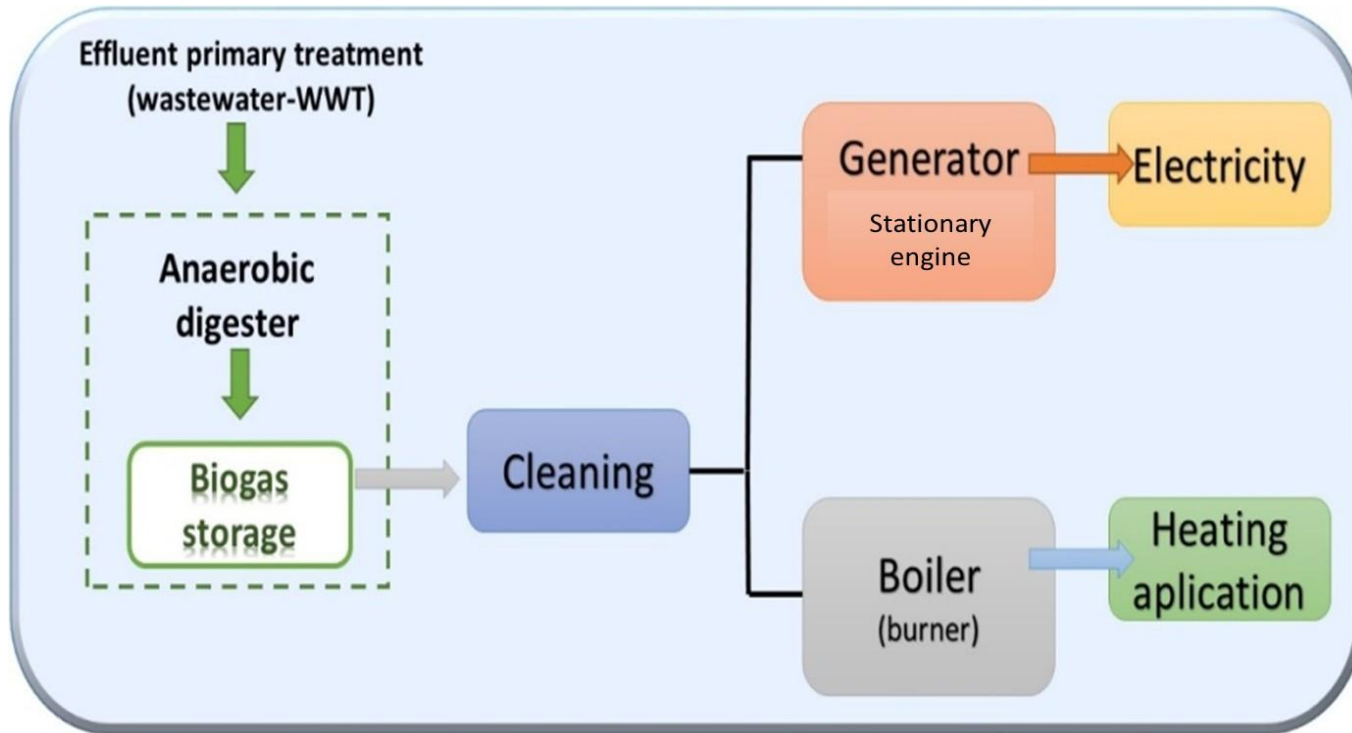 Effluent primary treatment
(wastewater-WWT)
Anaerobic
digester
Biogas
storage
Cleaning
Generator
Stationary
engine
Electricity
Boiler
(burner)
Heating
aplication